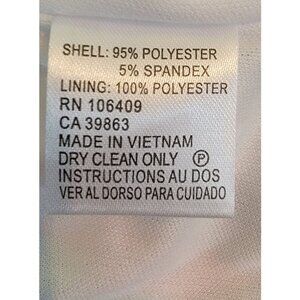 SHELL: 95% POLYESTER
5% SPANDEX
LINING: 100% POLYESTER
RN 106409
CA 39863
MADE IN VIETNAM
DRY CLEAN ONLY Ⓟ
INSTRUCTIONS AU DOS
VER AL DORSO PARA CUIDADO